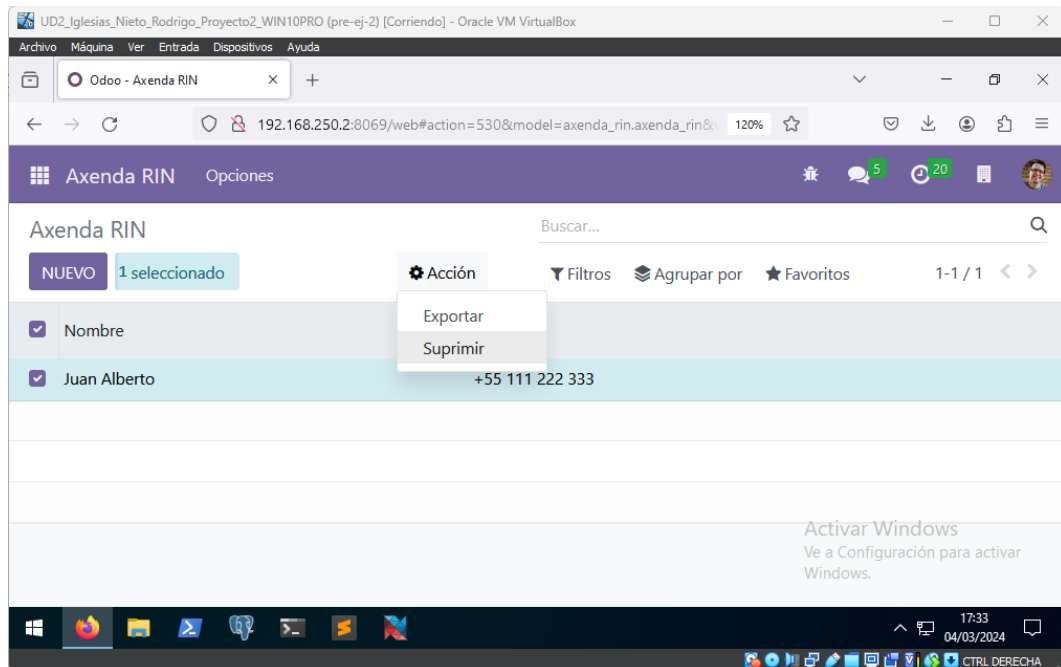 UD2_Iglesias_Nieto_Rodrigo_Proyecto2_WIN10PRO (pre-ej-2) [Corriendo] - Oracle VM VirtualBox
Archivo Máquina Ver Entrada Dispositivos Ayuda
Odoo - Axenda RIN
192.168.250.2:8069/web#action=530&model=axenda_rin.axenda_rin& 120%
Axenda RIN Opciones 5 20
Axenda RIN Buscar...
NUEVO 1 seleccionado Acción Filtros Agrupar por Favoritos 1-1 / 1
Exportar
Nombre
Suprimir
Juan Alberto +55 111 222 333
Activar Windows
Ve a Configuración para activar
Windows.
17:33
04/03/2024
CTRL DERECHA